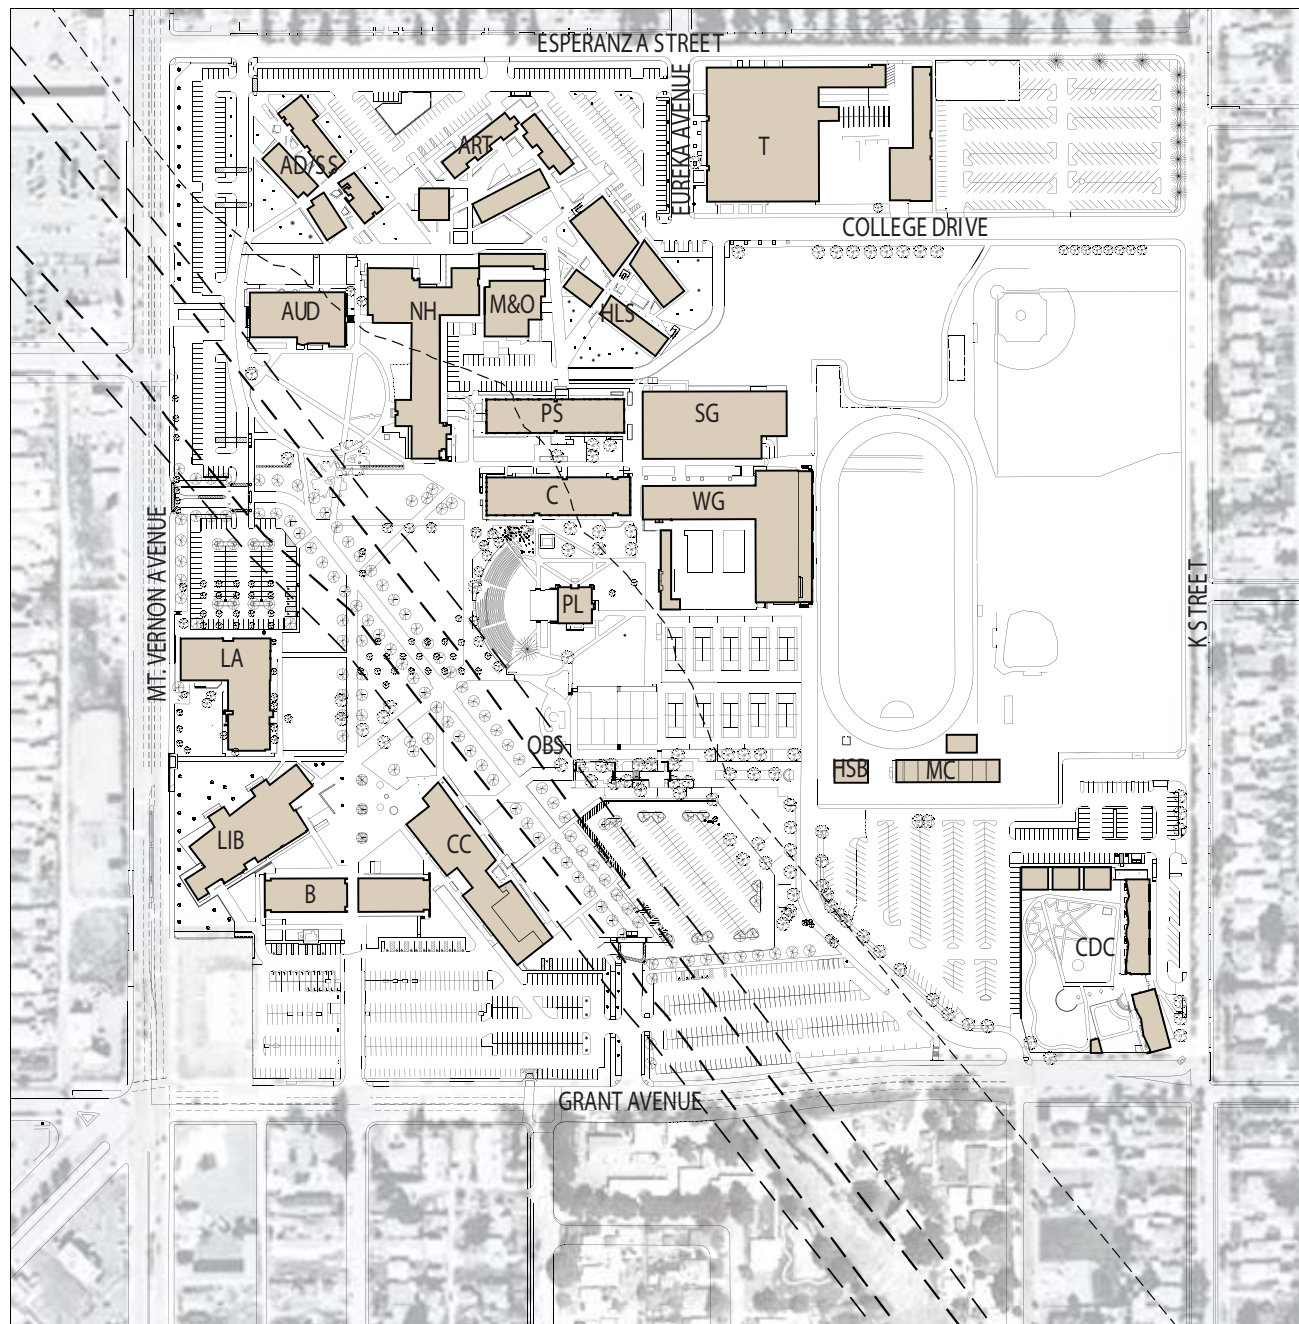 ESPERANZA STREET
EUREKA AVENUE
ART
T
AD/SS
COLLEGE DRIVE
AUD
NH
M&O
HLS
PS
SG
C
WG
MT. VERNON AVENUE
K STREET
PL
LA
OBS
HSB
MC
LIB
CC
B
CDC
GRANT AVENUE